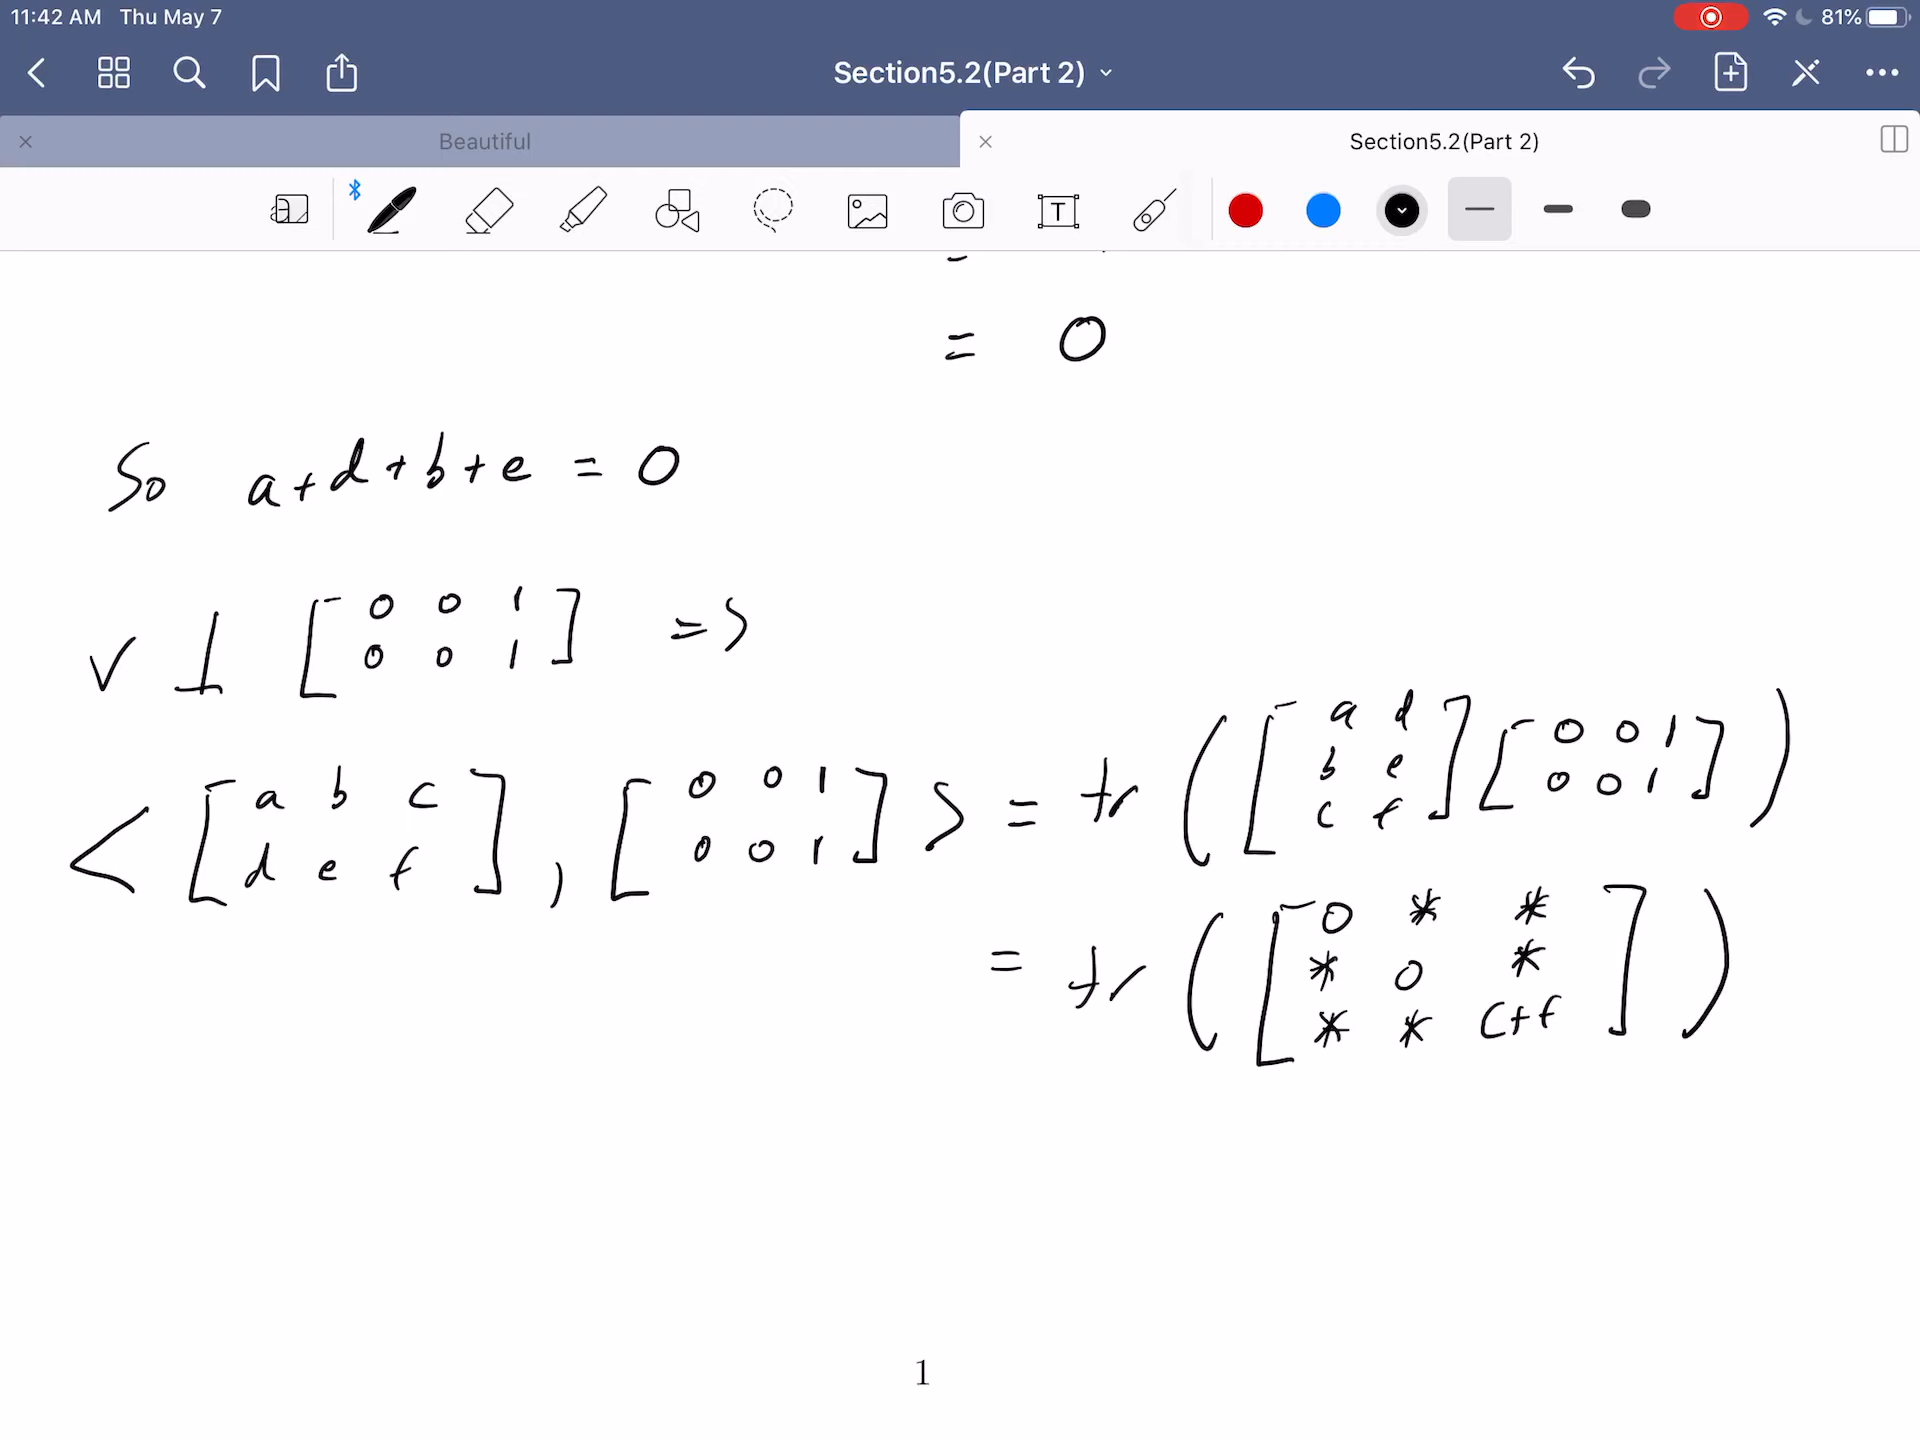 11:42 AM Thu May 7 81%
Section5.2(Part 2)
Beautiful Section5.2(Part 2)
a T
= 0
So a+d+b+e = 0
v ⊥ [0 0 1; 0 0 1] =>
< [a b c; d e f], [0 0 1; 0 0 1] > = tr ( [a d; b e; c f] [0 0 1; 0 0 1] )
= tr ( [0 * *; * 0 *; * * c+f] )
1